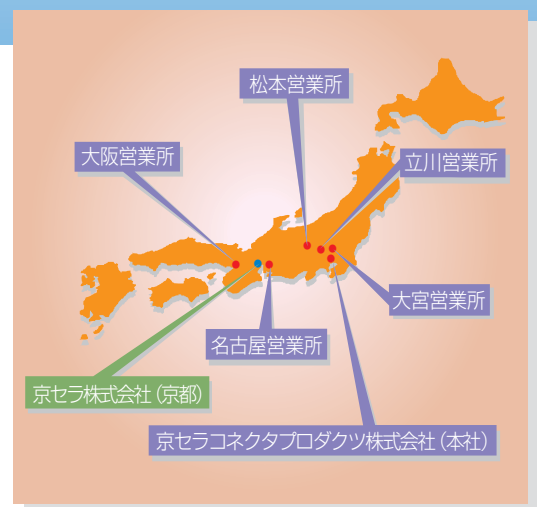 松本営業所
大阪営業所
立川営業所
大宮営業所
名古屋営業所
京セラ株式会社(京都)
京セラコネクタプロダクツ株式会社(本社)